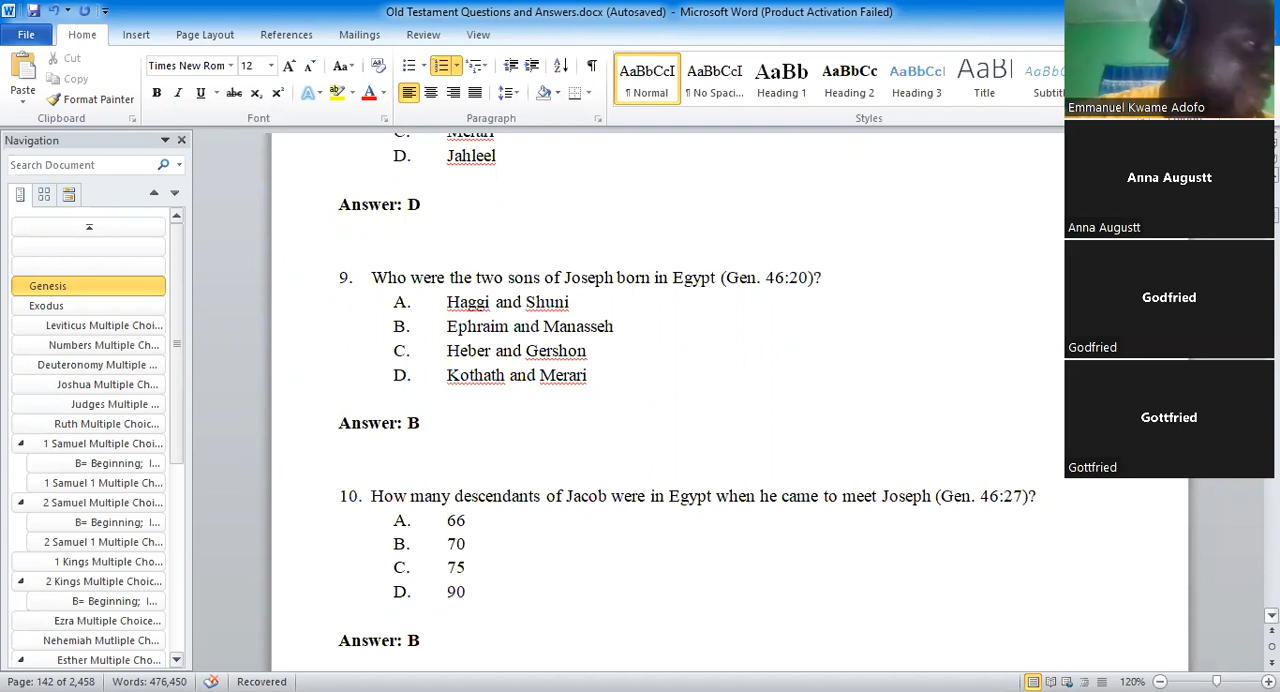 Old Testament Questions and Answers.docx (Autosaved) - Microsoft Word (Product Activation Failed)
File Home Insert Page Layout References Mailings Review View
Paste
Cut
Copy
Format Painter
Clipboard
Times New Rom 12
Font
Paragraph
AaBbCcI ¶ Normal
AaBbCcI ¶ No Spaci...
AaBb Heading 1
AaBbCc Heading 2
AaBbCcI Heading 3
AaBl Title
AaBbC Subtitl
Styles
Navigation
Search Document
Genesis
Exodus
Leviticus Multiple Choi...
Numbers Multiple Ch...
Deuteronomy Multiple ...
Joshua Multiple Ch...
Judges Multiple ...
Ruth Multiple Choic...
1 Samuel Multiple Choi...
B= Beginning; I...
1 Samuel 1 Multiple Ch...
2 Samuel Multiple Choi...
B= Beginning; I...
2 Samuel 1 Multiple Ch...
1 Kings Multiple Cho...
2 Kings Multiple Choic...
B= Beginning; I...
Ezra Multiple Choice...
Nehemiah Mutliple Ch...
Esther Multiple Cho...
C. Merari
D. Jahleel
Answer: D
9. Who were the two sons of Joseph born in Egypt (Gen. 46:20)?
A. Haggi and Shuni
B. Ephraim and Manasseh
C. Heber and Gershon
D. Kothath and Merari
Answer: B
10. How many descendants of Jacob were in Egypt when he came to meet Joseph (Gen. 46:27)?
A. 66
B. 70
C. 75
D. 90
Answer: B
Emmanuel Kwame Adofo
Anna Augustt
Anna Augustt
Godfried
Godfried
Gottfried
Gottfried
Page: 142 of 2,458 Words: 476,450 Recovered 120%